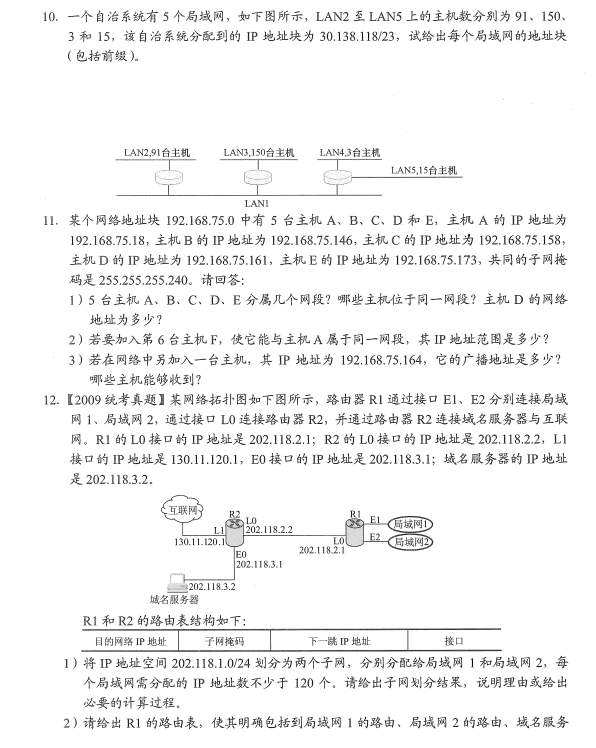 10. 一个自治系统有 5 个局域网，如下图所示，LAN2 至 LAN5 上的主机数分别为 91、150、
3 和 15，该自治系统分配到的 IP 地址块为 30.138.118/23，试给出每个局域网的地址块
(包括前缀)。
LAN2,91台主机 LAN3,150台主机 LAN4,3台主机
LAN5,15台主机
LAN1
11. 某个网络地址块 192.168.75.0 中有 5 台主机 A、B、C、D 和 E，主机 A 的 IP 地址为
192.168.75.18，主机 B 的 IP 地址为 192.168.75.146，主机 C 的 IP 地址为 192.168.75.158，
主机 D 的 IP 地址为 192.168.75.161，主机 E 的 IP 地址为 192.168.75.173，共同的子网掩
码是 255.255.255.240。请回答：
1）5 台主机 A、B、C、D、E 分属几个网段？哪些主机位于同一网段？主机 D 的网络
地址为多少？
2）若要加入第 6 台主机 F，使它能与主机 A 属于同一网段，其 IP 地址范围是多少？
3）若在网络中另加入一台主机，其 IP 地址为 192.168.75.164，它的广播地址是多少？
哪些主机能够收到？
12.【2009 统考真题】某网络拓扑图如下图所示，路由器 R1 通过接口 E1、E2 分别连接局域
网 1、局域网 2，通过接口 L0 连接路由器 R2，并通过路由器 R2 连接域名服务器与互联
网。R1 的 L0 接口的 IP 地址是 202.118.2.1；R2 的 L0 接口的 IP 地址是 202.118.2.2，L1
接口的 IP 地址是 130.11.120.1，E0 接口的 IP 地址是 202.118.3.1；域名服务器的 IP 地址
是 202.118.3.2。
互联网 R2 R1
L0 E1 局域网1
L1 202.118.2.2
130.11.120.1 L0 E2 局域网2
E0 202.118.2.1
202.118.3.1
202.118.3.2
域名服务器
R1 和 R2 的路由表结构如下：
目的网络 IP 地址 子网掩码 下一跳 IP 地址 接口
1）将 IP 地址空间 202.118.1.0/24 划分为两个子网，分别分配给局域网 1 和局域网 2，每
个局域网需分配的 IP 地址数不少于 120 个。请给出子网划分结果，说明理由或给出
必要的计算过程。
2）请给出 R1 的路由表，使其明确包括到局域网 1 的路由、局域网 2 的路由、域名服务